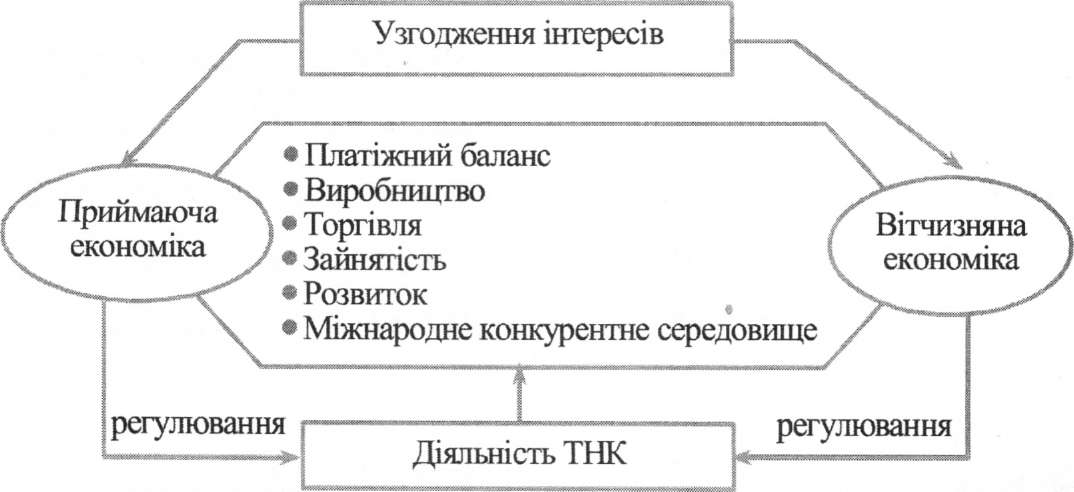 Узгодження інтересів
• Платіжний баланс
• Виробництво
• Торгівля
• Зайнятість
• Розвиток
• Міжнародне конкурентне середовище
Приймаюча
економіка
Вітчизняна
економіка
регулювання
регулювання
Діяльність ТНК